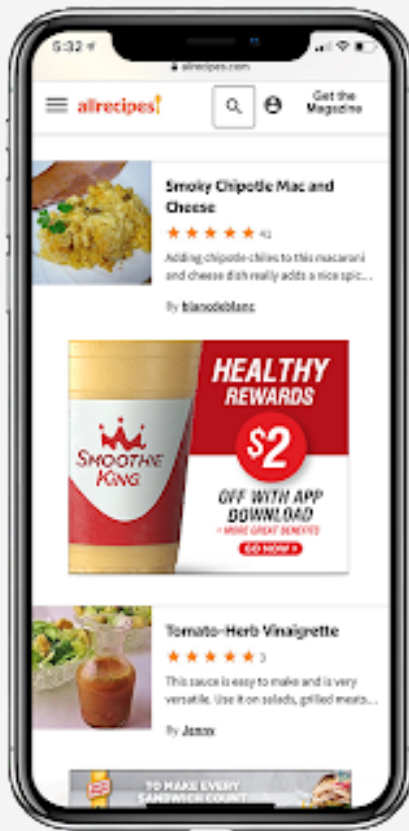 5:32
allrecipes.com
allrecipes!
Get the
Magazine
Smoky Chipotle Mac and
Cheese
Adding chipotle chiles to this macaroni
and cheese dish really adds a nice spic...
By blancdeblanc
HEALTHY
REWARDS
$2
SMOOTHIE
KING
OFF WITH APP
DOWNLOAD
+ MORE GREAT BENEFITS
GO NOW >
Tomato-Herb Vinaigrette
3
This sauce is easy to make and is very
versatile. Use it on salads, grilled meats...
By
TO MAKE EVERY
SANDWICH COUNT